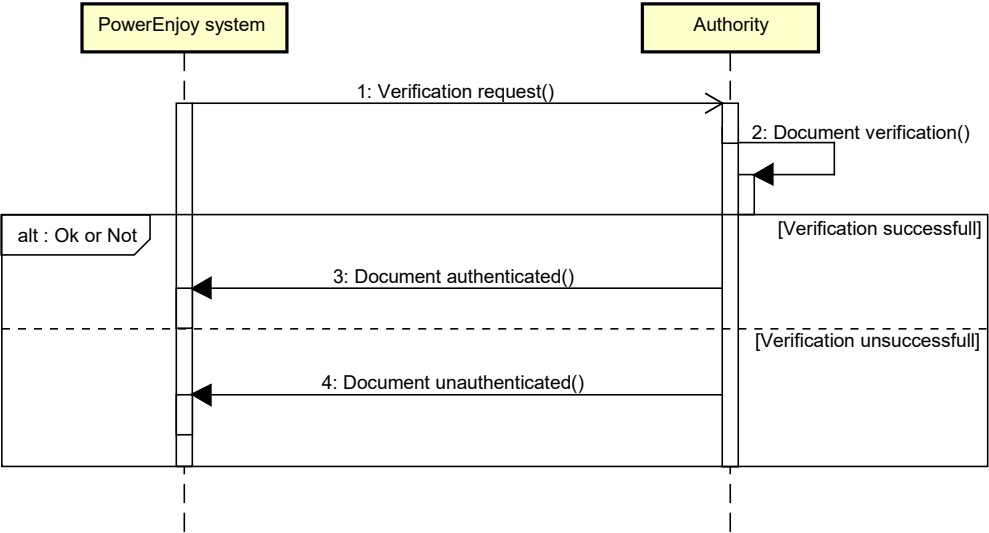 PowerEnjoy system
Authority
1: Verification request()
2: Document verification()
alt : Ok or Not
[Verification successfull]
3: Document authenticated()
[Verification unsuccessfull]
4: Document unauthenticated()